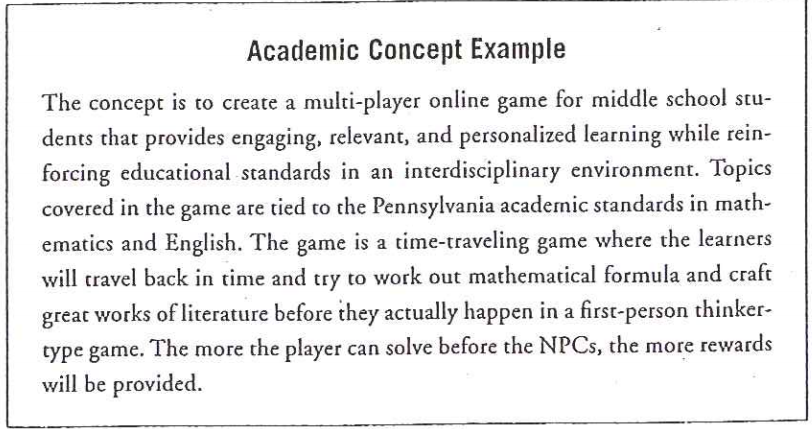 Academic Concept Example
The concept is to create a multi-player online game for middle school stu-
dents that provides engaging, relevant, and personalized learning while rein-
forcing educational standards in an interdisciplinary environment. Topics
covered in the game are tied to the Pennsylvania academic standards in math-
ematics and English. The game is a time-traveling game where the learners
will travel back in time and try to work out mathematical formula and craft
great works of literature before they actually happen in a first-person thinker-
type game. The more the player can solve before the NPCs, the more rewards
will be provided.